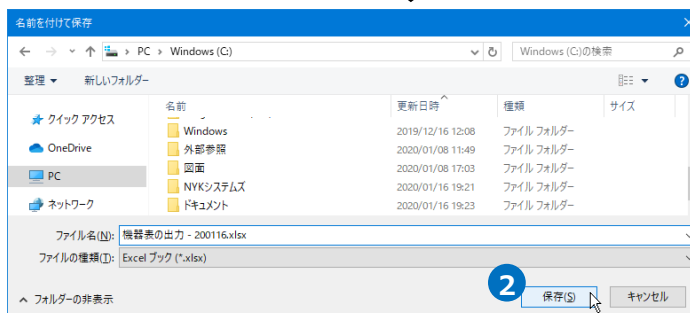 名前を付けて保存
PC › Windows (C:)
Windows (C:)の検索
整理 新しいフォルダー
名前 更新日時 種類 サイズ
クイック アクセス
OneDrive
PC
ネットワーク
Windows 2019/12/16 12:08 ファイル フォルダー
外部参照 2020/01/08 11:49 ファイル フォルダー
図面 2020/01/08 17:03 ファイル フォルダー
NYKシステムズ 2020/01/16 19:21 ファイル フォルダー
ドキュメント 2020/01/16 19:23 ファイル フォルダー
ファイル名(N): 機器表の出力 - 200116.xlsx
ファイルの種類(T): Excel ブック (*.xlsx)
2
フォルダーの非表示 保存(S) キャンセル